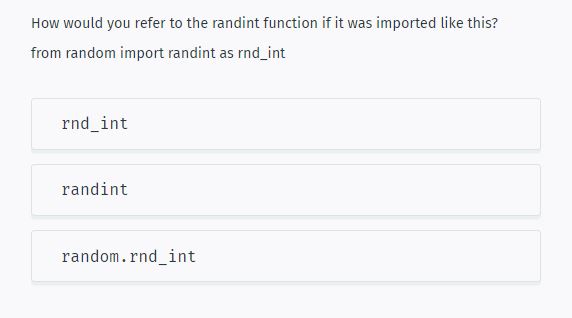 How would you refer to the randint function if it was imported like this?
from random import randint as rnd_int
rnd_int
randint
random.rnd_int